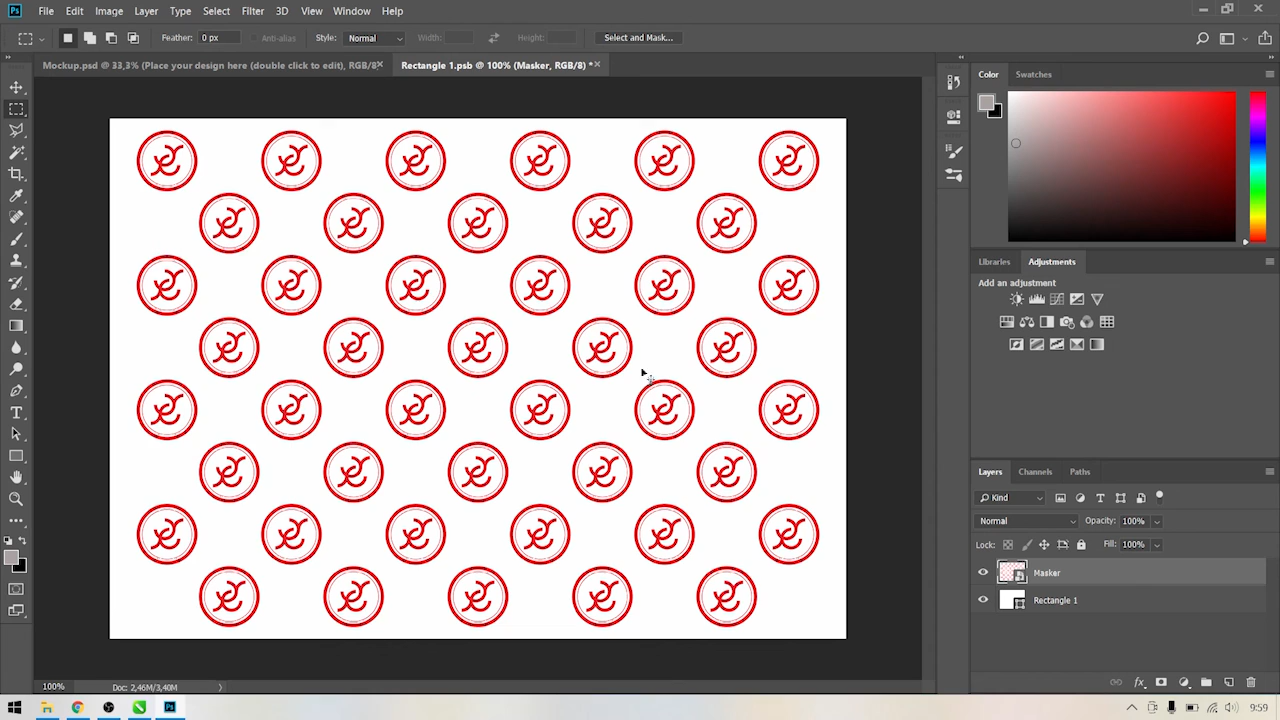 Ps File Edit Image Layer Type Select Filter 3D View Window Help
Feather: 0 px Anti-alias Style: Normal Width: Height: Select and Mask...
Mockup.psd @ 33,3% (Place your design here (double click to edit), RGB/8 Rectangle 1.psb @ 100% (Masker, RGB/8) *
Color Swatches
Libraries Adjustments
Add an adjustment
Layers Channels Paths
Kind
Normal Opacity: 100%
Lock: Fill: 100%
Masker
Rectangle 1
100% Doc: 2,46M/3,40M
9:59